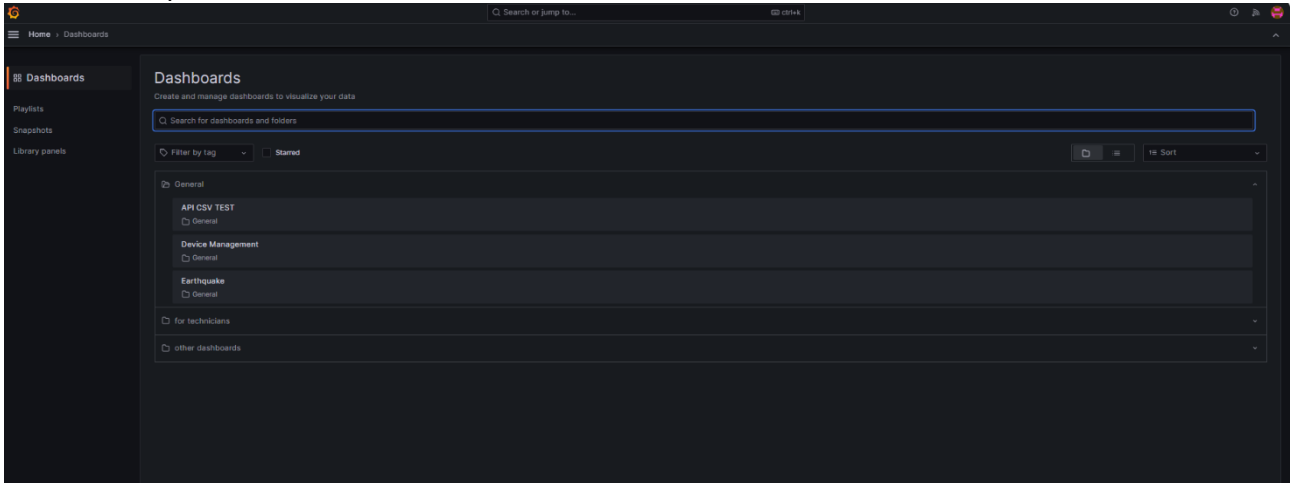 Search or jump to... ctrl+k
Home › Dashboards
Dashboards
Playlists
Snapshots
Library panels
Dashboards
Create and manage dashboards to visualize your data
Search for dashboards and folders
Filter by tag Starred Sort
General
API CSV TEST
General
Device Management
General
Earthquake
General
for technicians
other dashboards